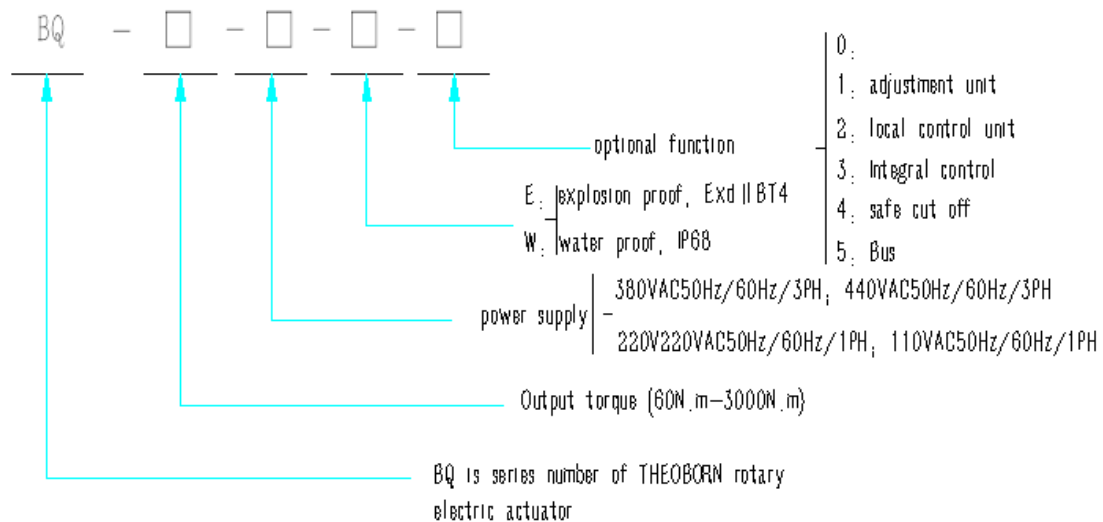 BQ - □ - □ - □ - □
0:
1: adjustment unit
2: local control unit
optional function
3: Integral control
E: explosion proof, Exd II BT4
4: safe cut off
W: water proof, IP68
5: Bus
380VAC50Hz/60Hz/3PH; 440VAC50Hz/60Hz/3PH
power supply
220V220VAC50Hz/60Hz/1PH; 110VAC50Hz/60Hz/1PH
Output torque (60N.m-3000N.m)
BQ is series number of THEOBORN rotary
electric actuator